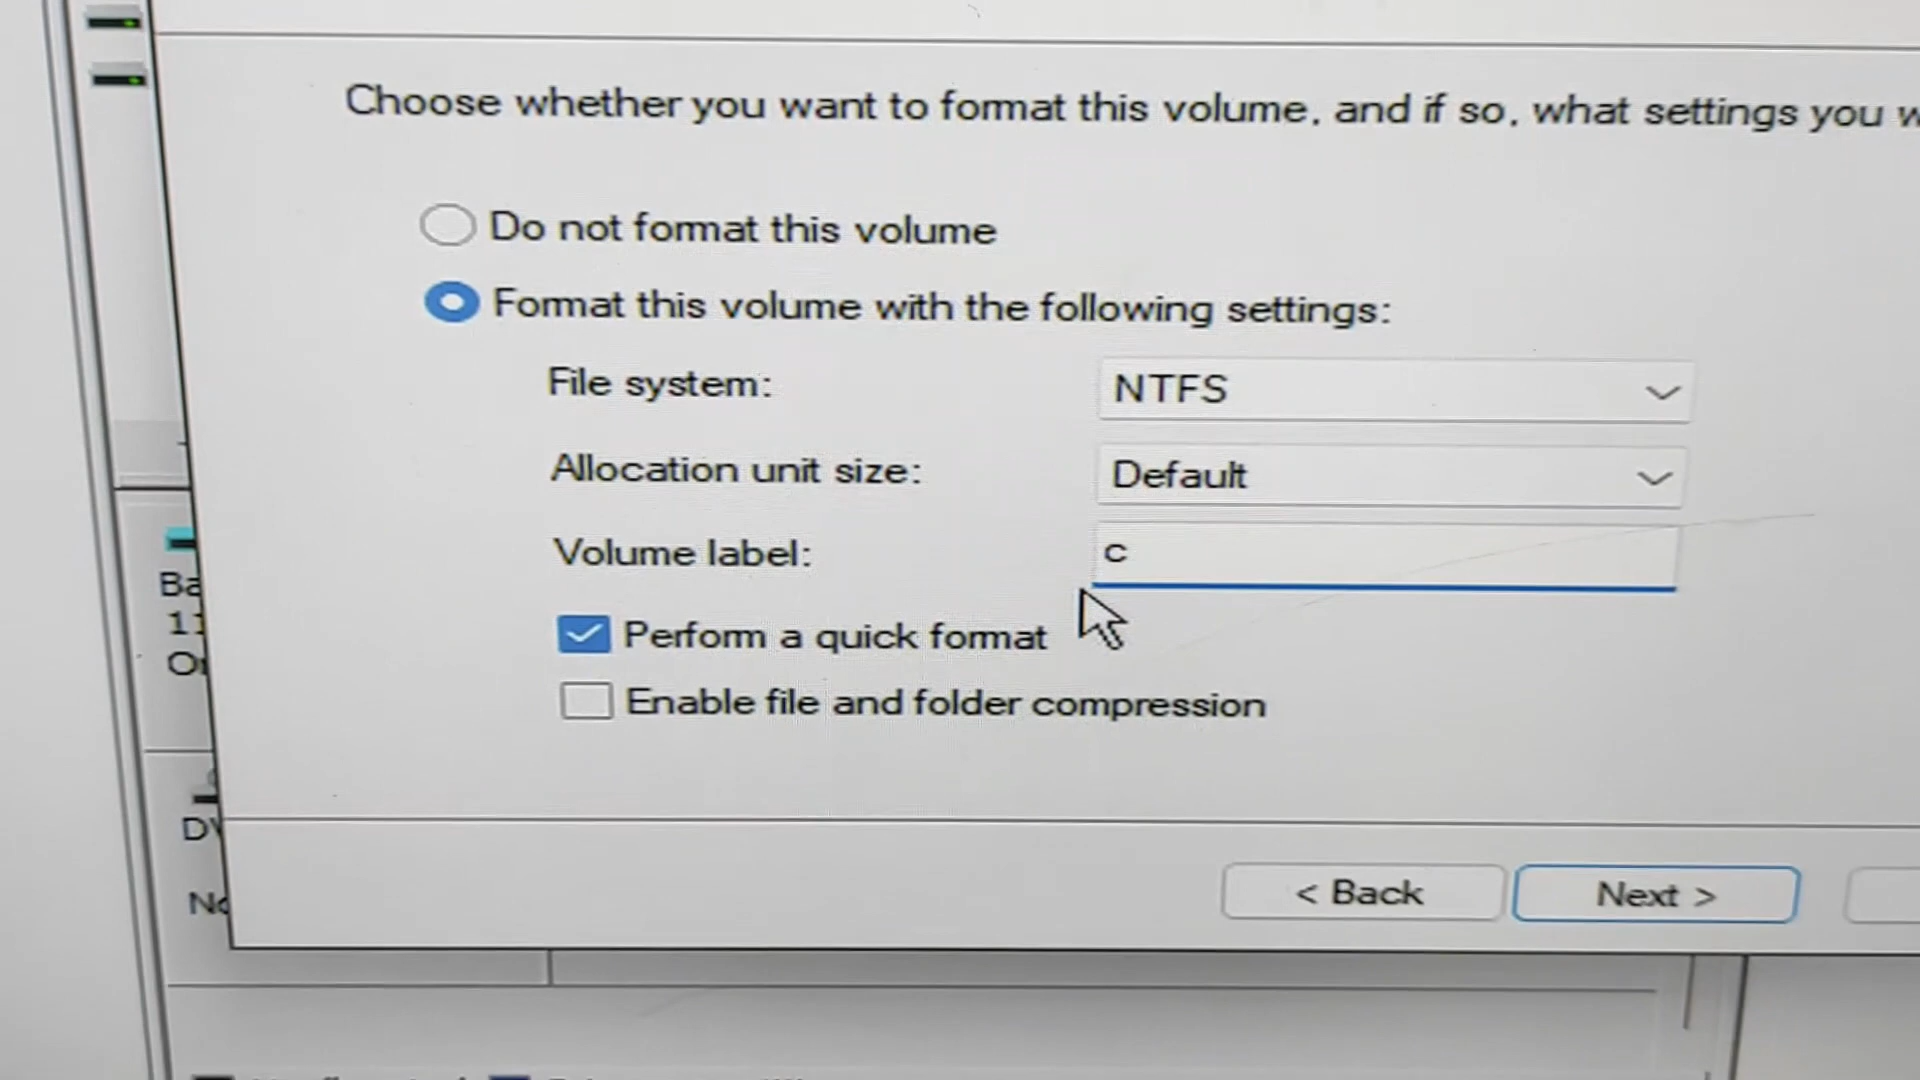 Choose whether you want to format this volume, and if so, what settings you
Do not format this volume
Format this volume with the following settings:
File system:
NTFS
Allocation unit size:
Default
Volume label:
c
Perform a quick format
Enable file and folder compression
< Back
Next >
Ba
11